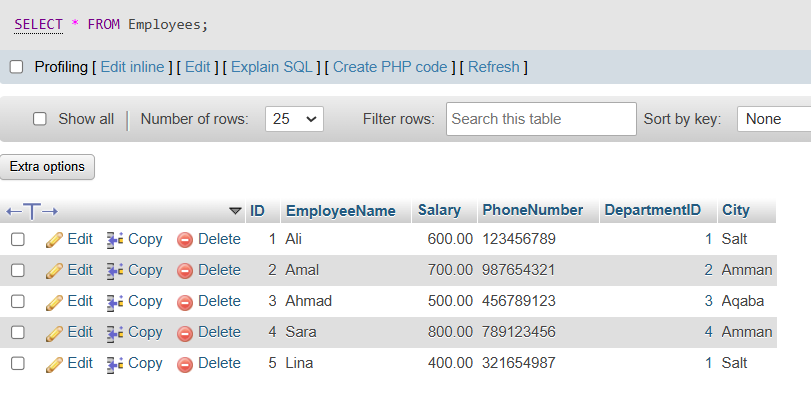 SELECT * FROM Employees;
Profiling [ Edit inline ] [ Edit ] [ Explain SQL ] [ Create PHP code ] [ Refresh ]
Show all | Number of rows: 25 Filter rows: Search this table Sort by key: None
Extra options
←T→ ID EmployeeName Salary PhoneNumber DepartmentID City
Edit Copy Delete 1 Ali 600.00 123456789 1 Salt
Edit Copy Delete 2 Amal 700.00 987654321 2 Amman
Edit Copy Delete 3 Ahmad 500.00 456789123 3 Aqaba
Edit Copy Delete 4 Sara 800.00 789123456 4 Amman
Edit Copy Delete 5 Lina 400.00 321654987 1 Salt